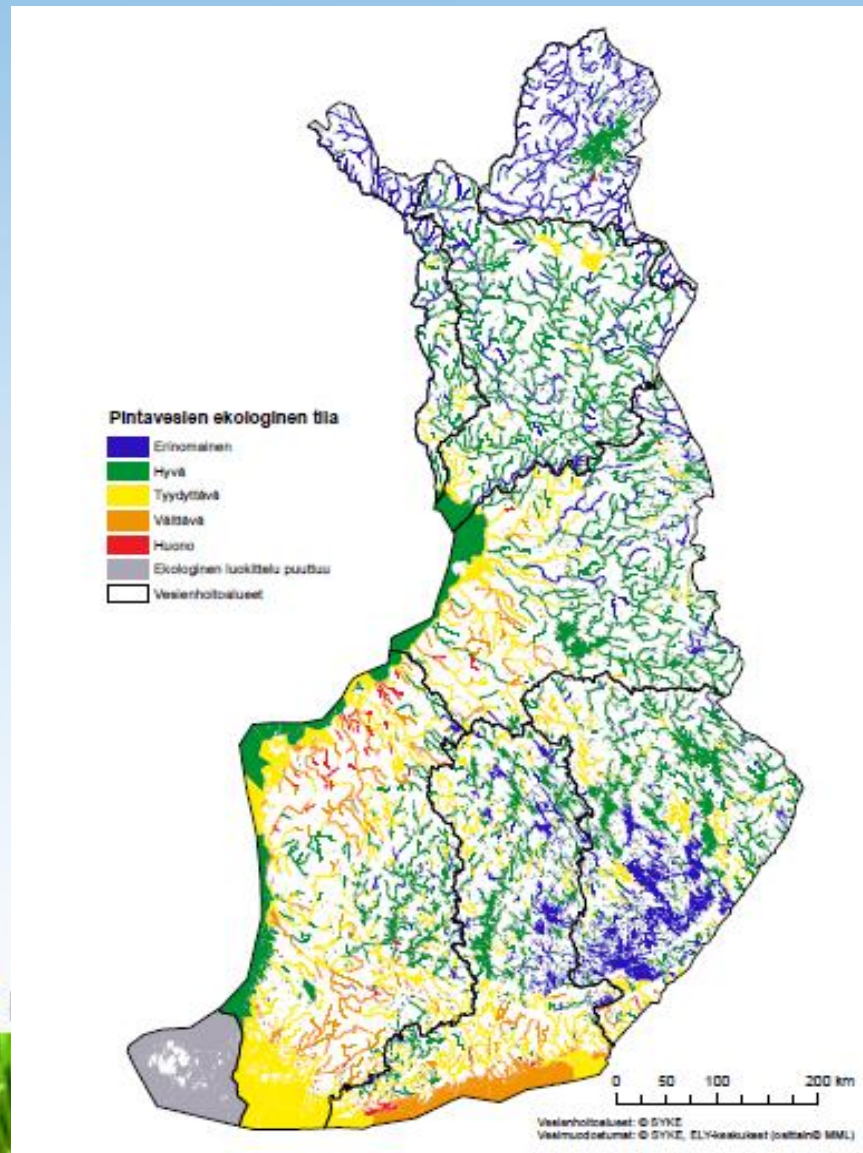 Pintavesien ekologinen tila
Erinomainen
Hyvä
Tyydyttävä
Välttävä
Huono
Ekologinen luokittelu puuttuu
Vesienhoitoalueet
0 50 100 200 km
Vesienhoitoalueet: © SYKE
Vesimuodostumat: © SYKE, ELY-keskukset (osittain© MML)